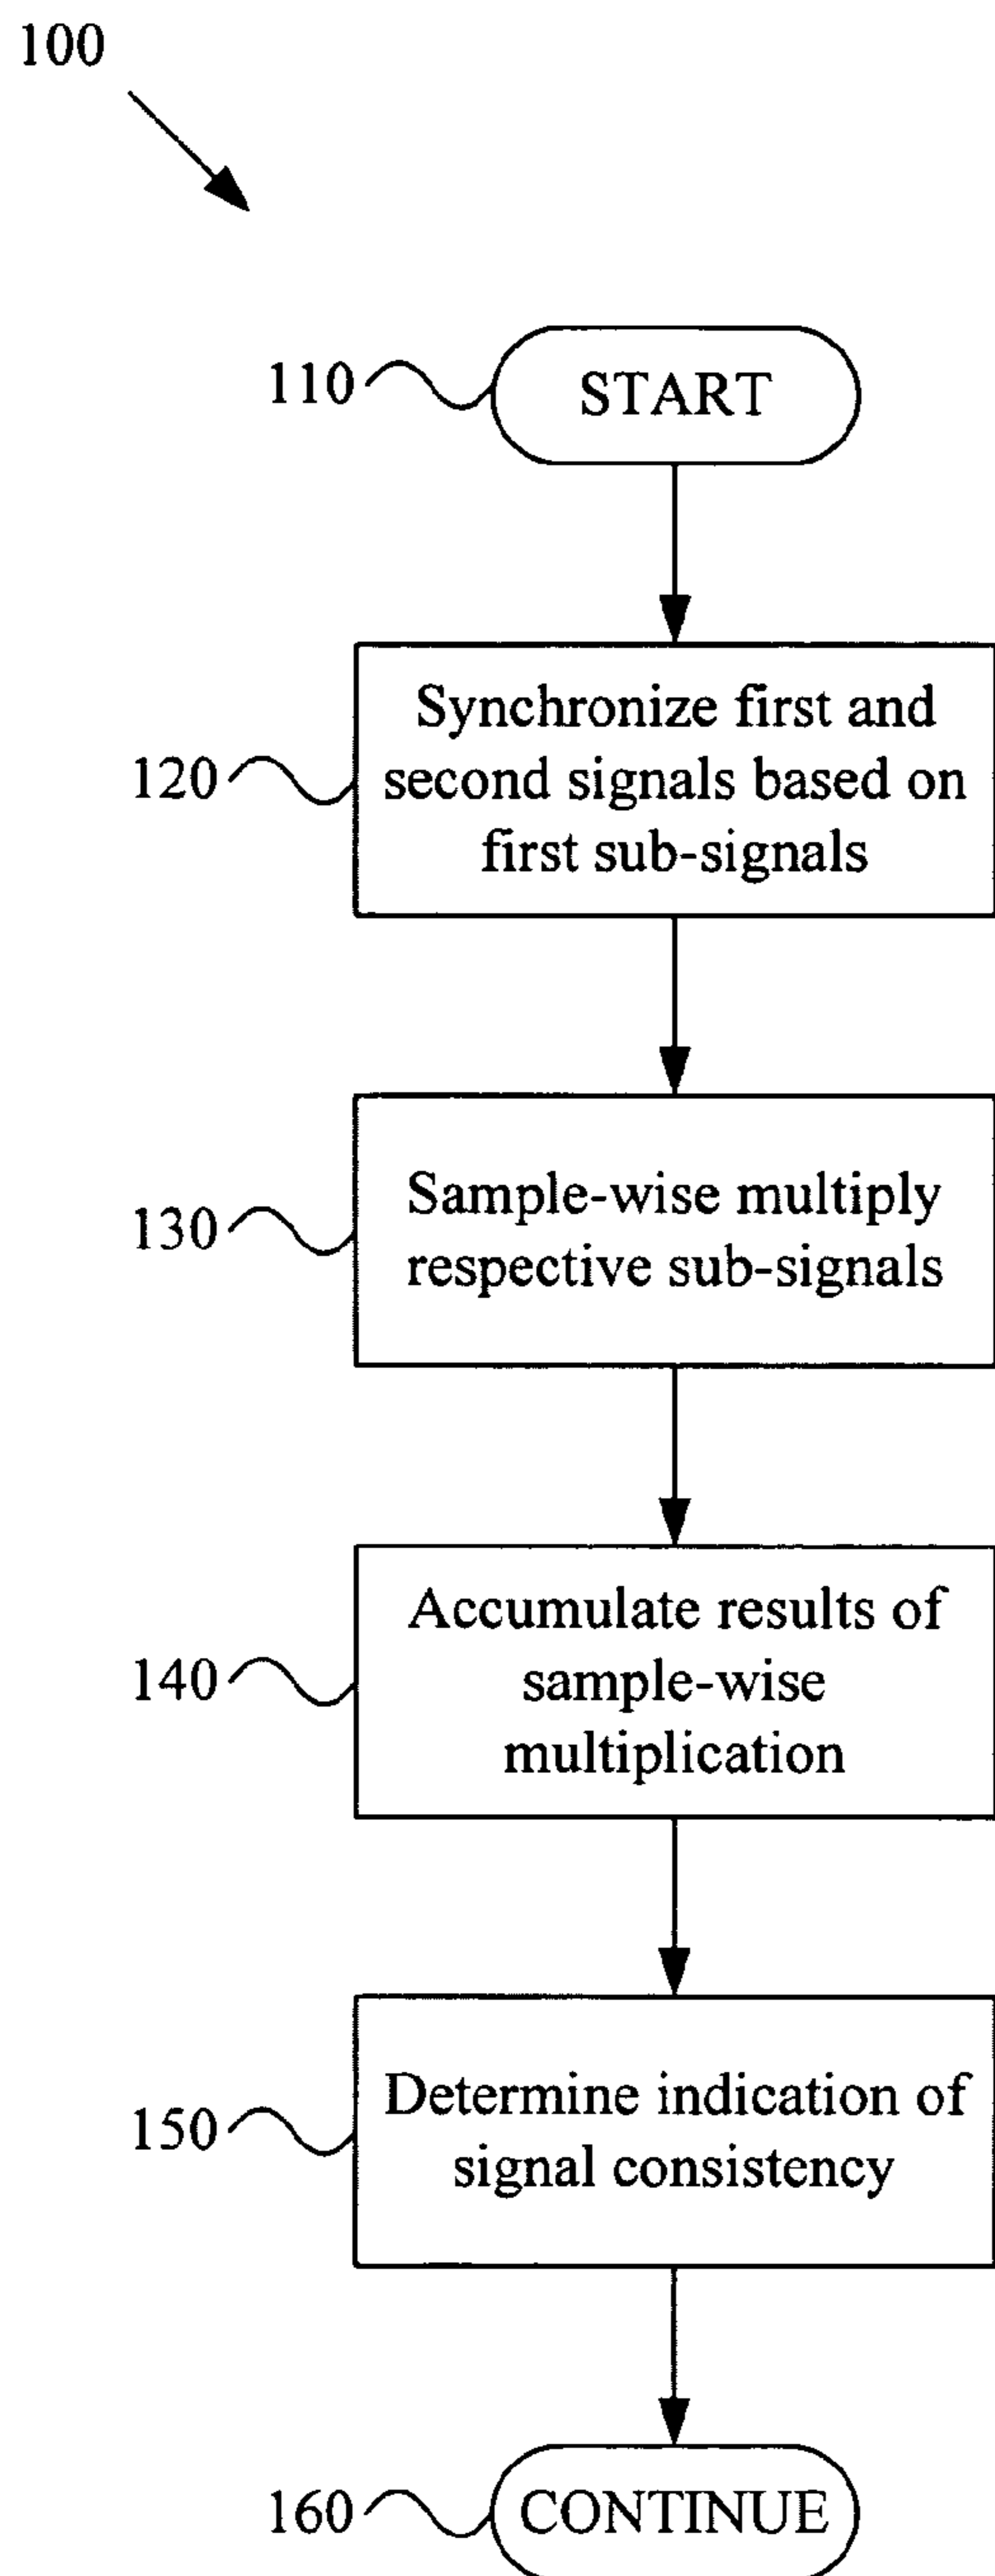 100
110
START
120
Synchronize first and
second signals based on
first sub-signals
130
Sample-wise multiply
respective sub-signals
140
Accumulate results of
sample-wise
multiplication
150
Determine indication of
signal consistency
160
CONTINUE